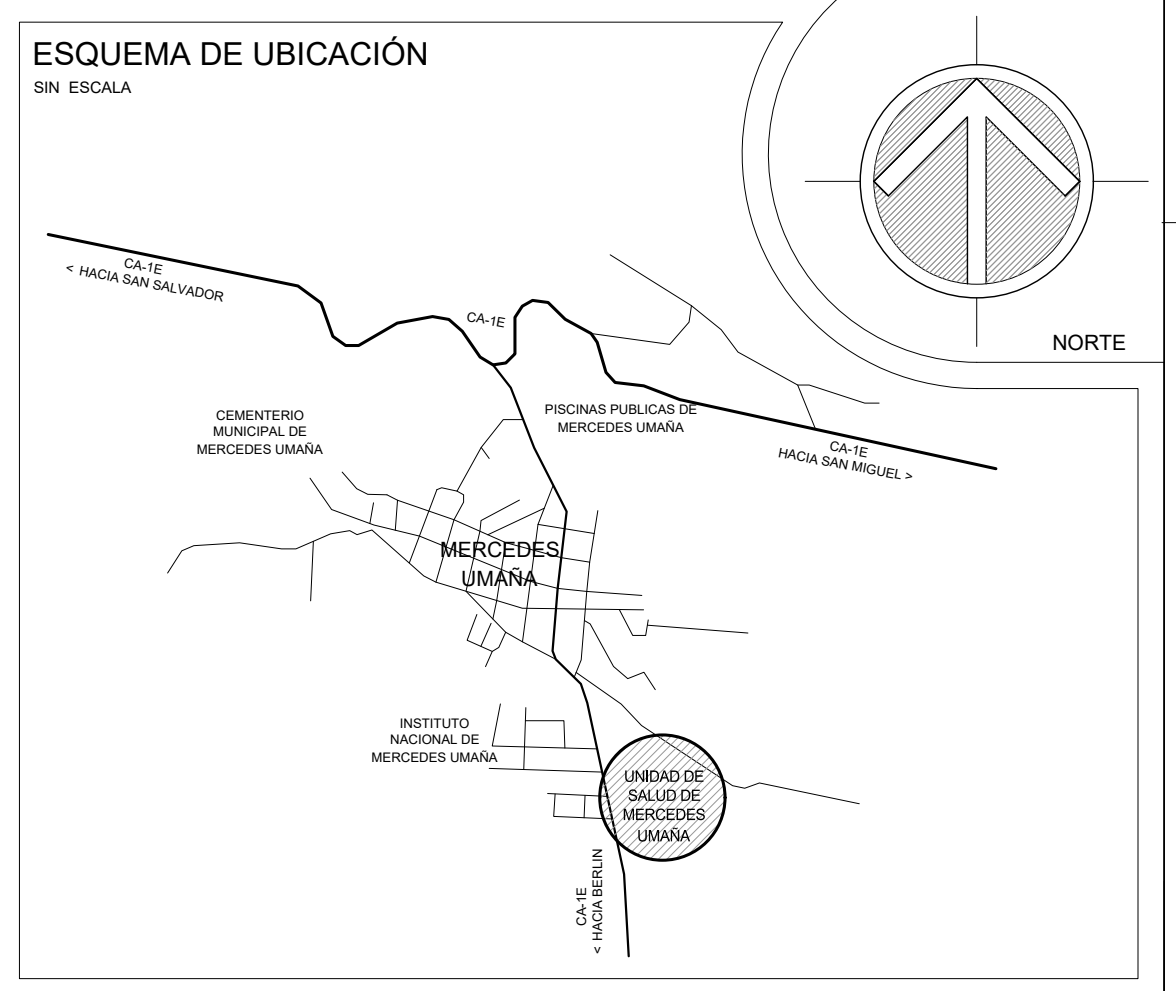 ESQUEMA DE UBICACIÓN
SIN ESCALA
NORTE
CA-1E
< HACIA SAN SALVADOR
CA-1E
CEMENTERIO
MUNICIPAL DE
MERCEDES UMAÑA
PISCINAS PUBLICAS DE
MERCEDES UMAÑA
CA-1E
HACIA SAN MIGUEL >
MERCEDES
UMAÑA
INSTITUTO
NACIONAL DE
MERCEDES UMAÑA
UNIDAD DE
SALUD DE
MERCEDES
UMAÑA
CA-1E
< HACIA BERLIN